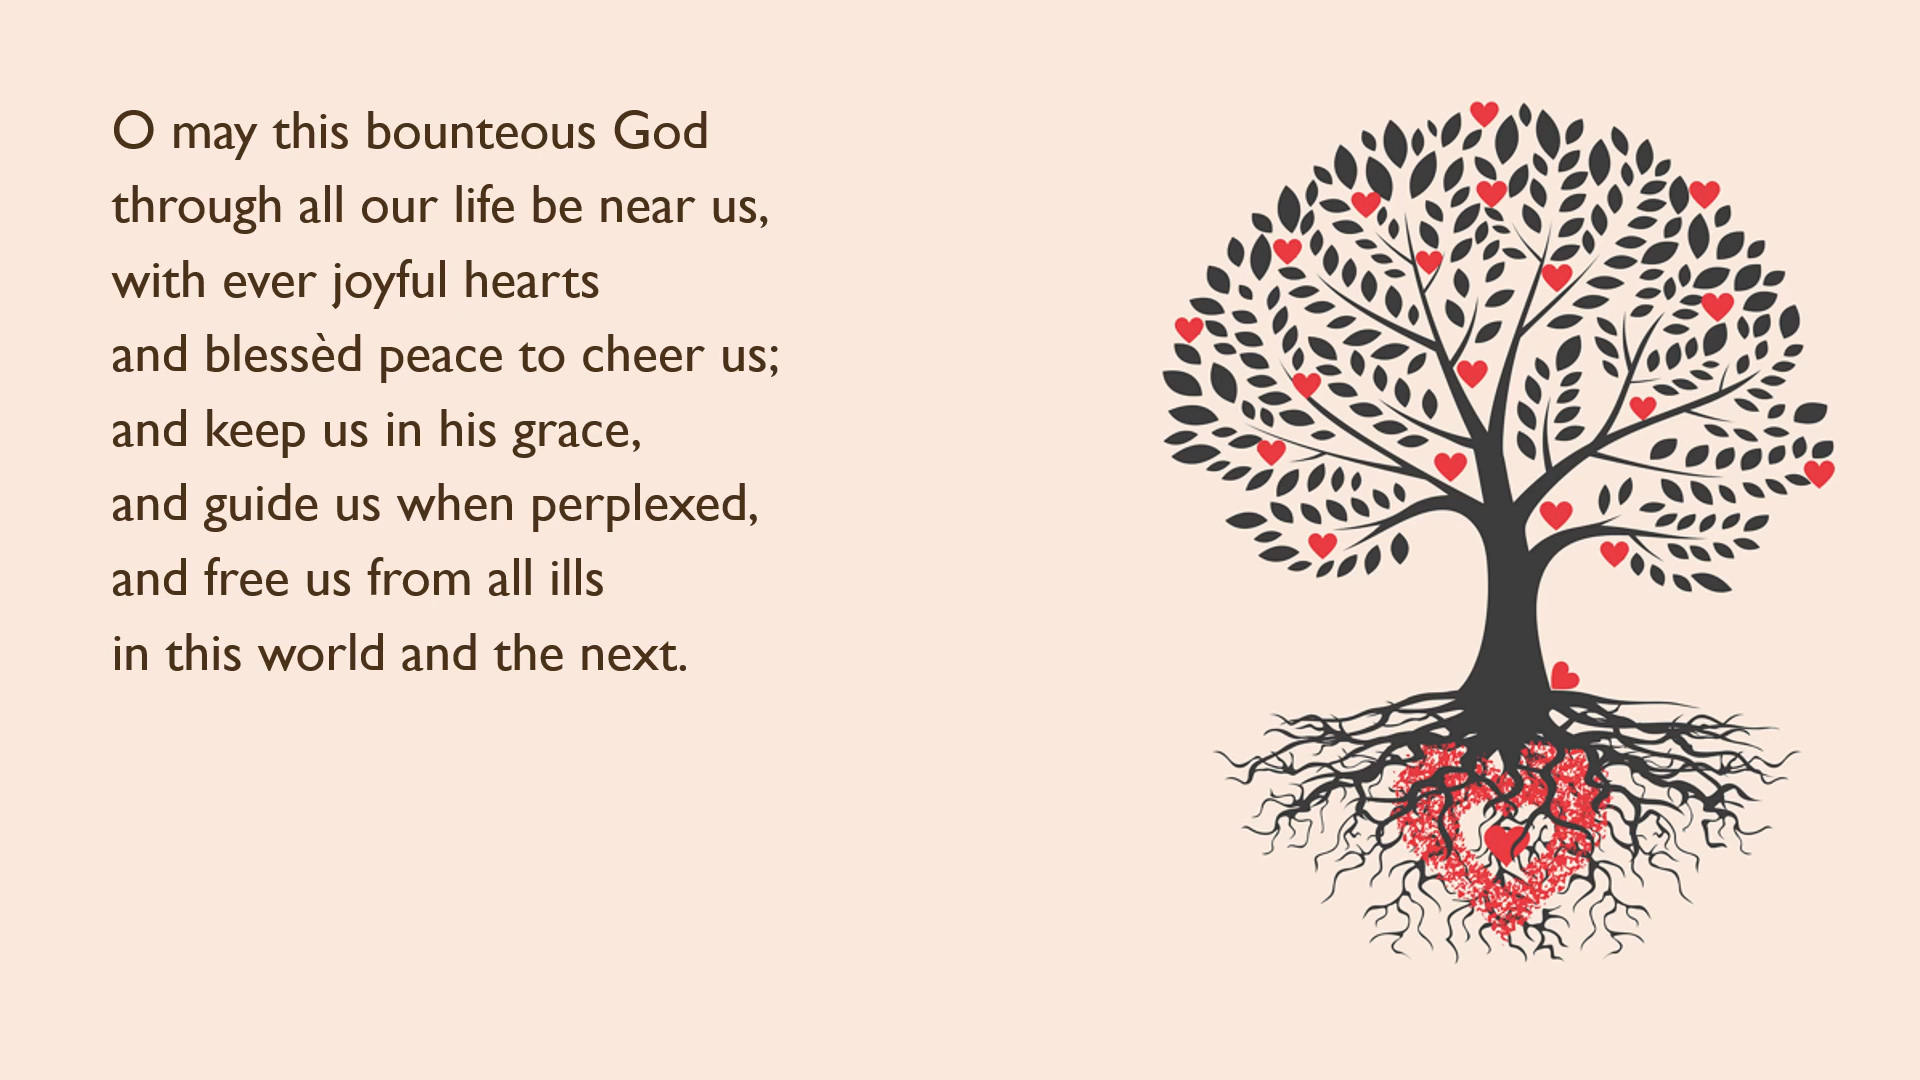 O may this bounteous God
through all our life be near us,
with ever joyful hearts
and blessèd peace to cheer us;
and keep us in his grace,
and guide us when perplexed,
and free us from all ills
in this world and the next.